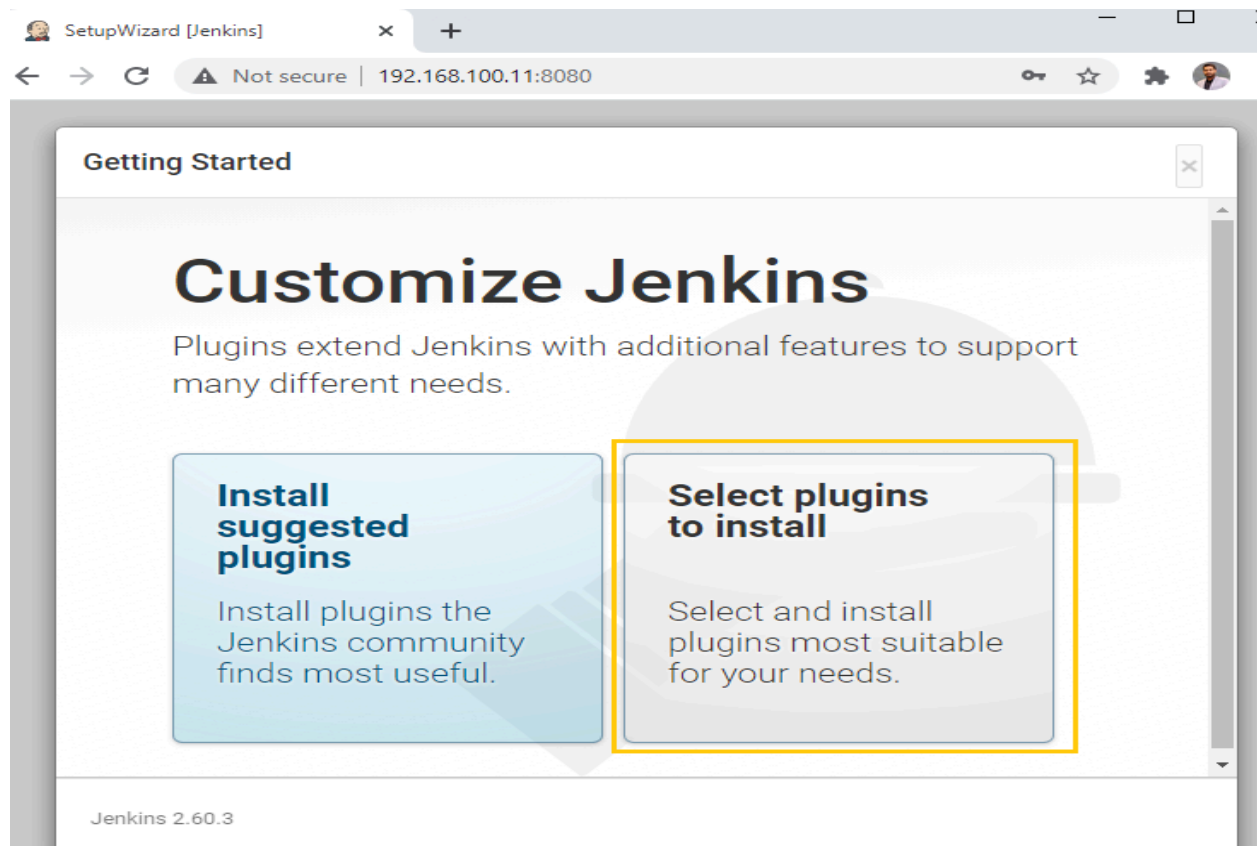 SetupWizard [Jenkins]
Not secure | 192.168.100.11:8080
Getting Started
Customize Jenkins
Plugins extend Jenkins with additional features to support
many different needs.
Install
suggested
plugins
Install plugins the
Jenkins community
finds most useful.
Select plugins
to install
Select and install
plugins most suitable
for your needs.
Jenkins 2.60.3